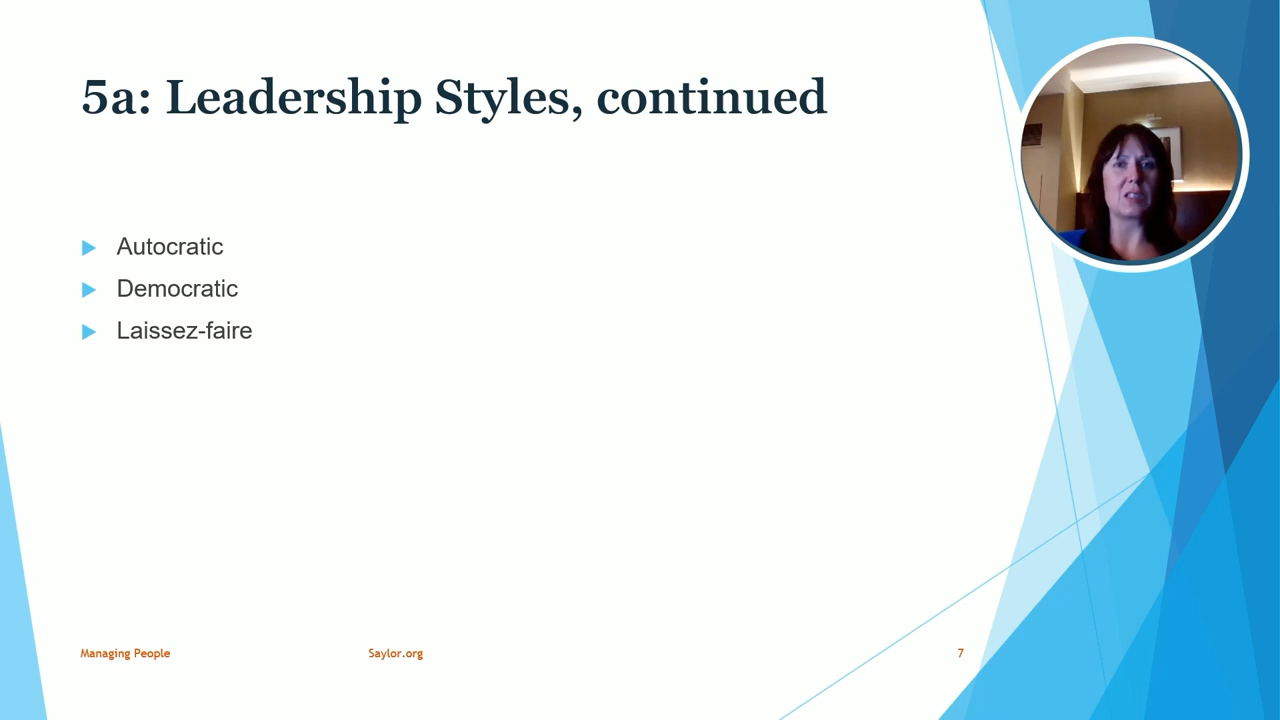 5a: Leadership Styles, continued
Autocratic
Democratic
Laissez-faire
Managing People
Saylor.org
7